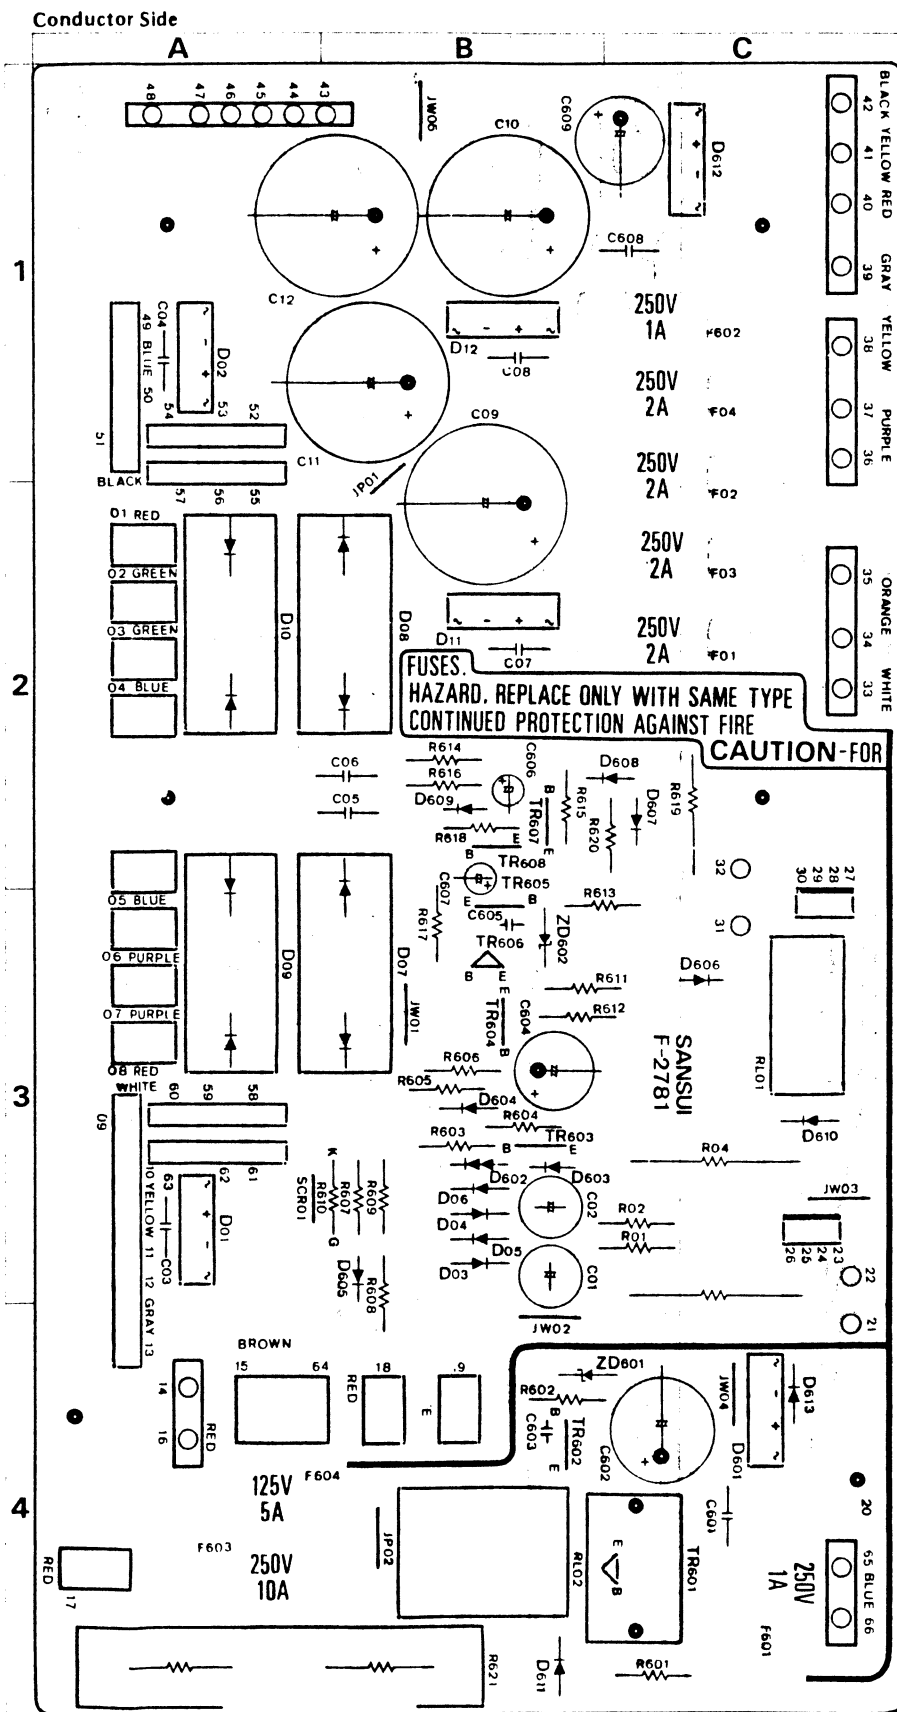 Conductor Side
A
B
C
48
47
46
45
44
43
JW06
C10
C609
D612
BLACK YELLOW RED GRAY
42
41
40
39
C608
C12
1
250V
1A
F602
C04
49 BLUE 50
D02
D12
C08
YELLOW
38
250V
2A
F04
PURPLE
37
36
54
53
52
C09
51
C11
JP01
250V
2A
F02
BLACK
57
56
55
01 RED
250V
2A
F03
02 GREEN
35
ORANGE
03 GREEN
D10
D08
D11
C07
250V
2A
F01
34
2
04 BLUE
WHITE
33
FUSES.
HAZARD. REPLACE ONLY WITH SAME TYPE
CONTINUED PROTECTION AGAINST FIRE
CAUTION-FOR
C06
R614
C606
D608
R616
C05
D609
B
R615
D607
R619
R618
TR607
E
R620
B
E
TR608
32
30
29
28
27
C607
TR605
05 BLUE
E
B
R613
R617
C605
ZD602
31
TR606
06 PURPLE
D09
D07
B
E
D606
R611
JW01
E
TR604
C604
R612
07 PURPLE
B
SANSUI
F-2781
RL01
R606
08 RED
R605
WHITE
3
60
59
58
D604
09
R604
D610
R603
B
TR603
E
R04
62
61
K
D602
D603
10 YELLOW 11
63
SCR01
R610
R607
R609
D06
C02
JW03
D01
D04
R02
C03
G
D05
R01
26
25
24
23
12 GRAY 13
D605
R608
D03
C01
22
JW02
21
BROWN
15
64
RED
18
.9
ZD601
14
E
R602
B
JW04
D613
16
RED
C603
TR602
C602
D601
E
F604
125V
5A
4
C601
20
JP02
F603
250V
10A
E
B
RL02
TR601
RED
17
250V
1A
65 BLUE 66
F601
R621
D611
R601